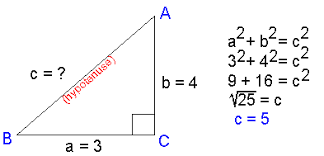 A
a² + b² = c²
3² + 4² = c²
c = ?
(hypotenuse)
b = 4
9 + 16 = c²
√25 = c
c = 5
B
a = 3
C